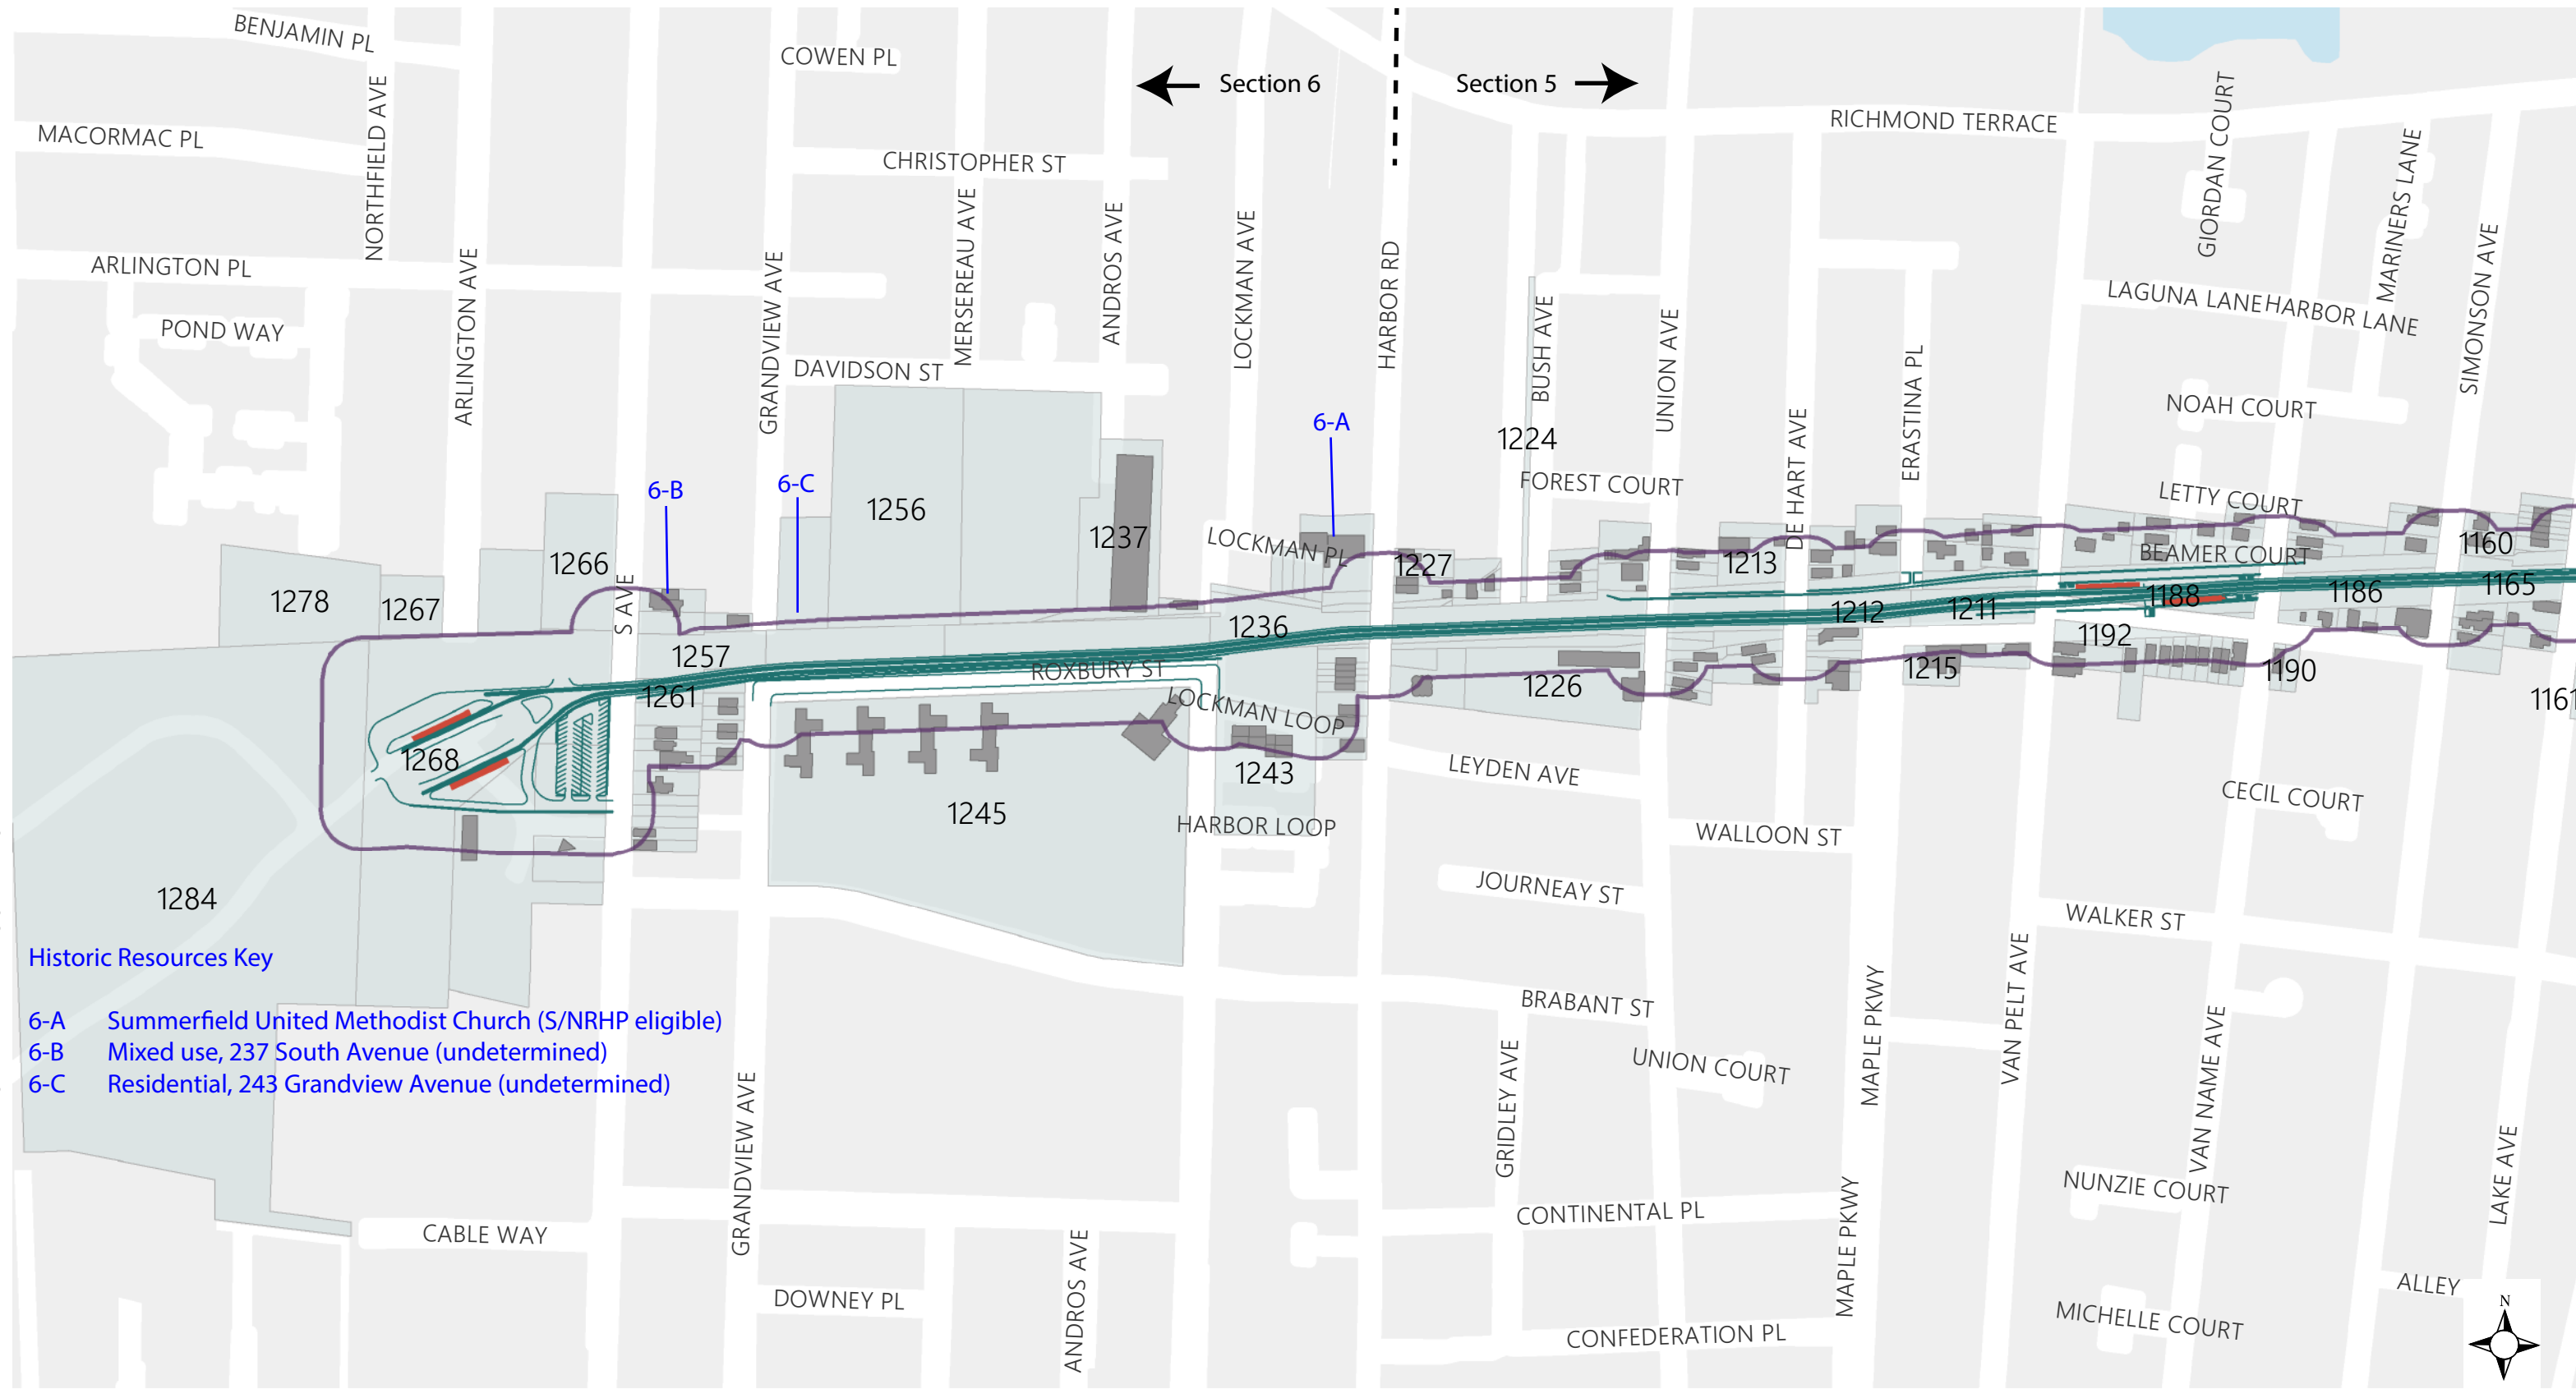 BENJAMIN PL
COWEN PL
Section 6
Section 5
RICHMOND TERRACE
MACORMAC PL
NORTHFIELD AVE
CHRISTOPHER ST
GIORDAN COURT
MARINERS LANE
ARLINGTON PL
ARLINGTON AVE
GRANDVIEW AVE
MERSEREAU AVE
ANDROS AVE
LOCKMAN AVE
HARBOR RD
BUSH AVE
UNION AVE
ERASTINA PL
LAGUNA LANE
HARBOR LANE
SIMONSON AVE
POND WAY
DAVIDSON ST
NOAH COURT
6-A
1224
DE HART AVE
6-B
6-C
1256
FOREST COURT
LETTY COURT
1237
LOCKMAN PL
1266
1227
1213
BEAMER COURT
1160
1278
1267
S AVE
1236
1212
1211
1188
1186
1165
1257
ROXBURY ST
1192
1261
LOCKMAN LOOP
1226
1215
1190
1161
1268
1243
LEYDEN AVE
CECIL COURT
1245
HARBOR LOOP
WALLOON ST
1284
JOURNEAY ST
WALKER ST
Historic Resources Key
6-A Summerfield United Methodist Church (S/NRHP eligible)
6-B Mixed use, 237 South Avenue (undetermined)
6-C Residential, 243 Grandview Avenue (undetermined)
BRABANT ST
MAPLE PKWY
VAN PELT AVE
VAN NAME AVE
GRIDLEY AVE
UNION COURT
GRANDVIEW AVE
NUNZIE COURT
LAKE AVE
CABLE WAY
ANDROS AVE
CONTINENTAL PL
MAPLE PKWY
DOWNEY PL
ALLEY
MICHELLE COURT
CONFEDERATION PL
N